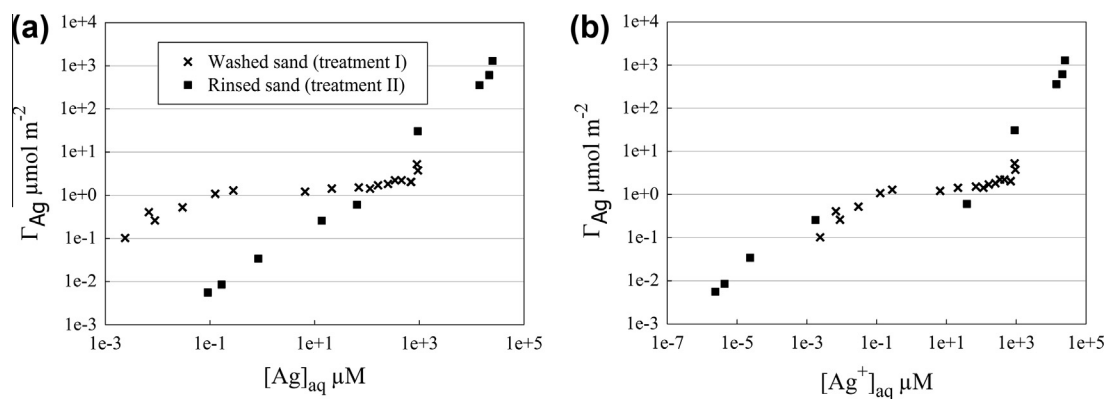 (a)
1e+4
1e+3
1e+2
1e+1
1e+0
1e-1
1e-2
1e-3
Γ_Ag µmol m⁻²
Washed sand (treatment I)
Rinsed sand (treatment II)
1e-3 1e-1 1e+1 1e+3 1e+5
[Ag]aq µM
(b)
1e+4
1e+3
1e+2
1e+1
1e+0
1e-1
1e-2
1e-3
Γ_Ag µmol m⁻²
1e-7 1e-5 1e-3 1e-1 1e+1 1e+3 1e+5
[Ag⁺]aq µM